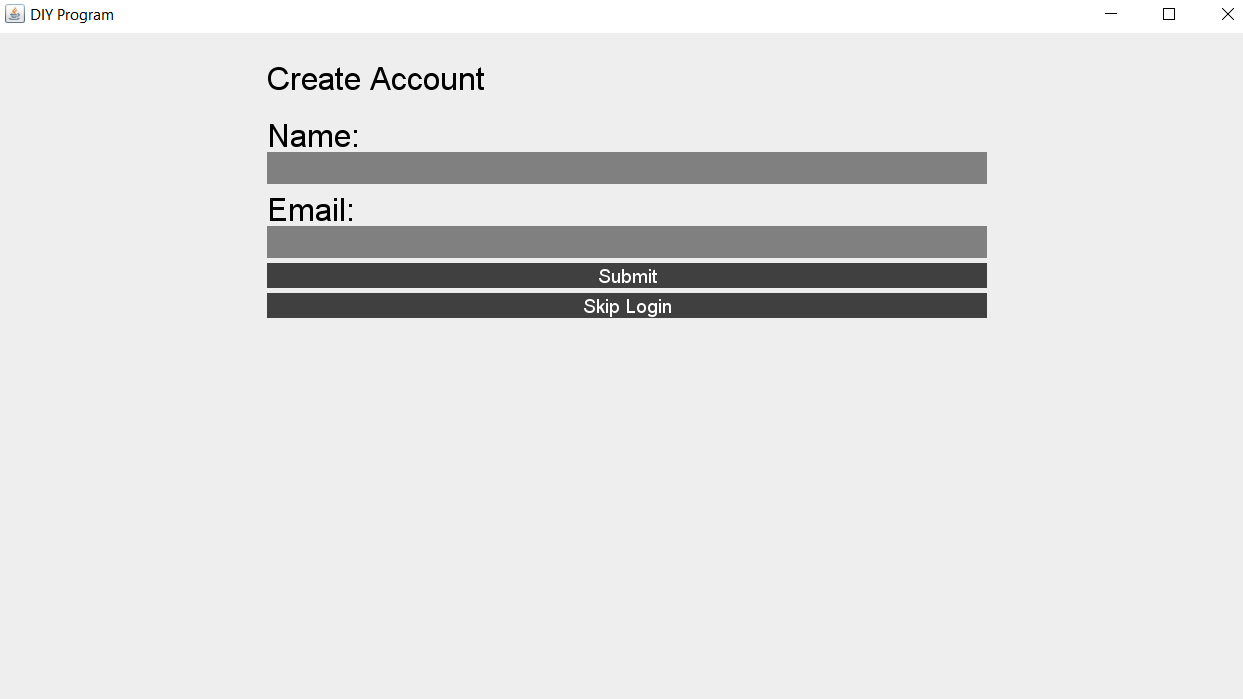 DIY Program
Create Account
Name:
Email:
Submit
Skip Login